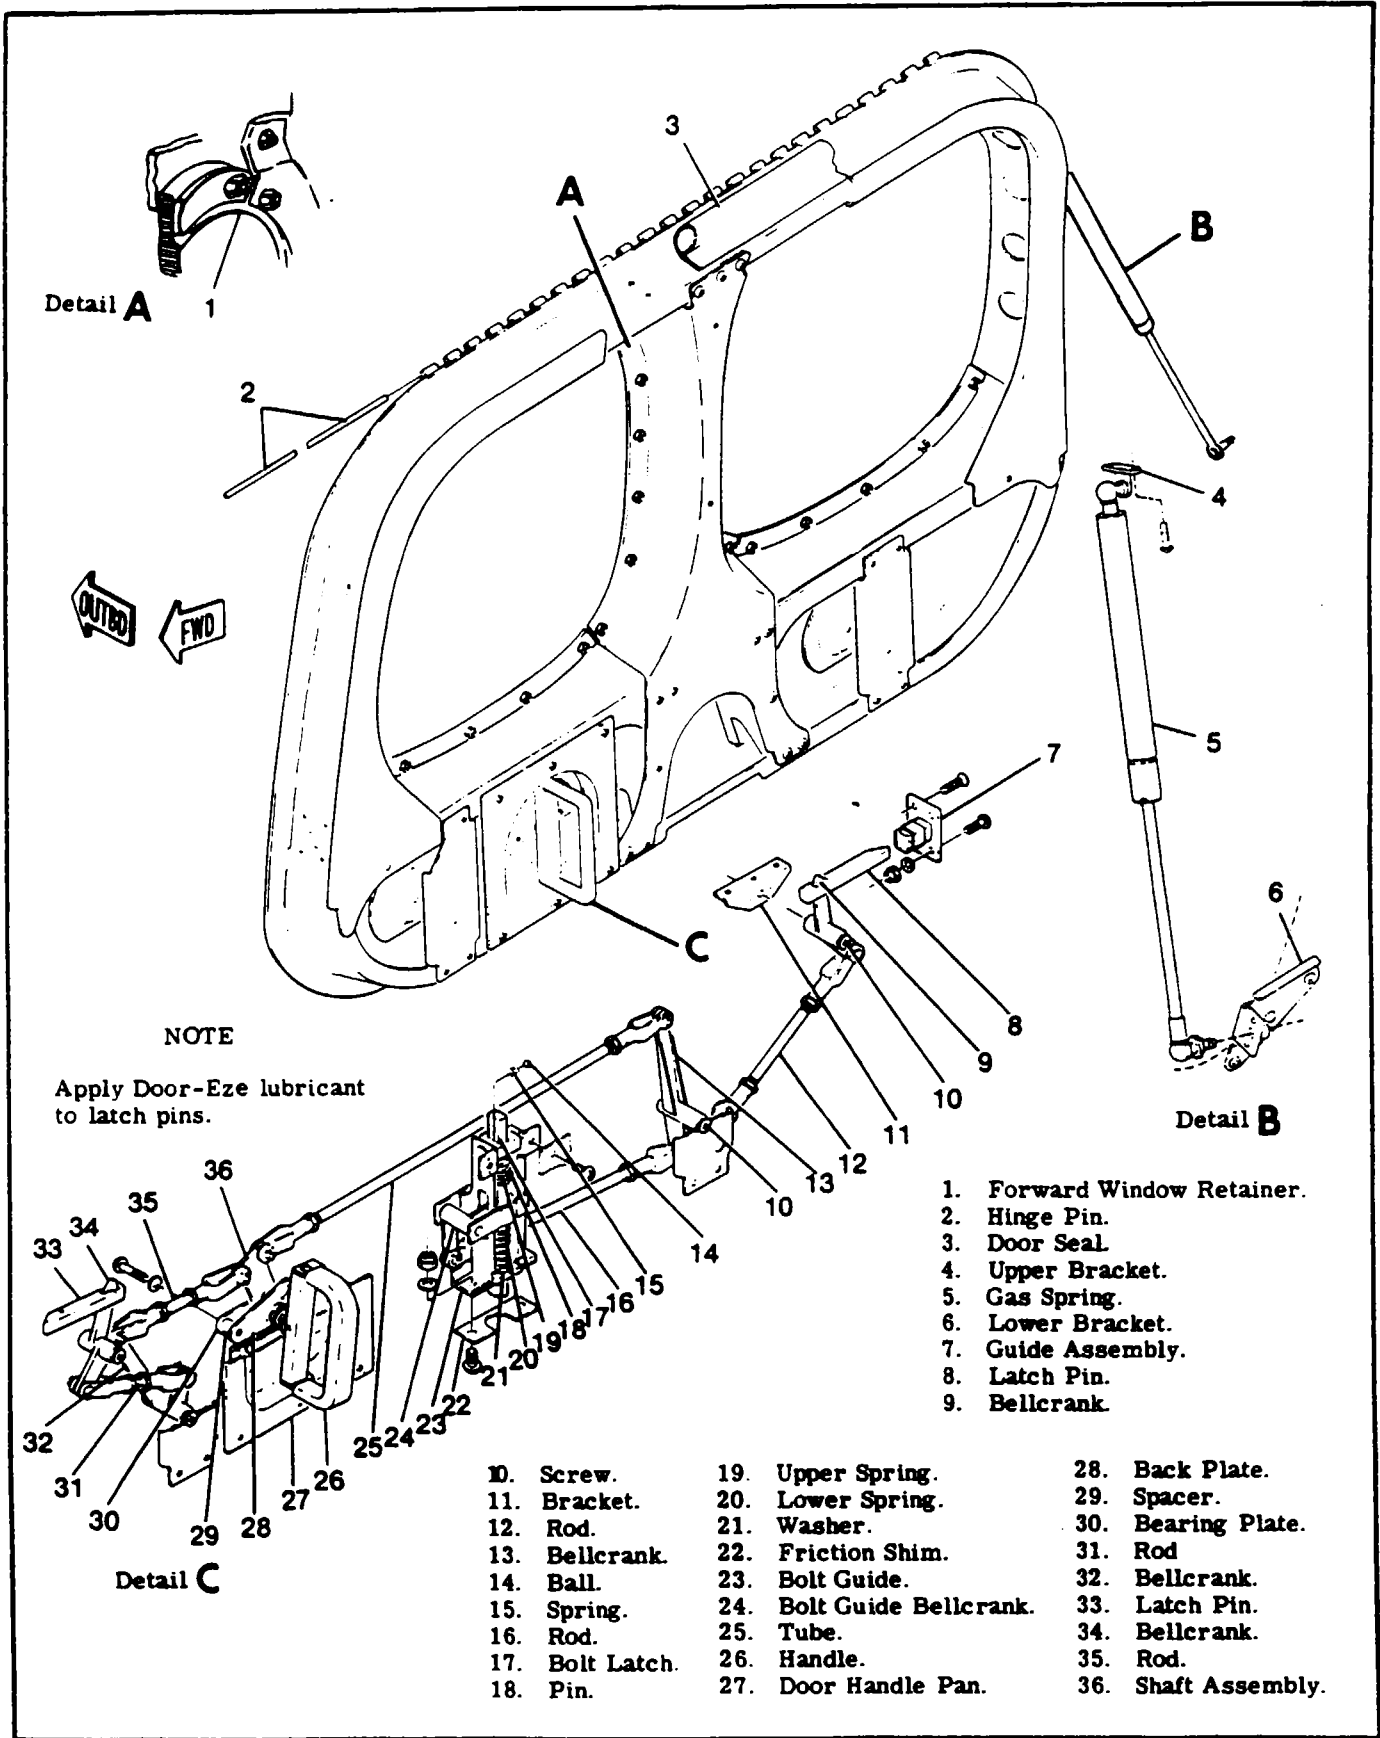 3
A
B
Detail A
1
2
4
OUTBD
FWD
5
7
6
C
NOTE
Apply Door-Eze lubricant
to latch pins.
8
9
10
11
12
13
10
Detail B
36
35
34
33
14
15
16
17
18
19
20
21
22
23
24
25
26
27
28
29
30
31
32
Detail C
1. Forward Window Retainer.
2. Hinge Pin.
3. Door Seal.
4. Upper Bracket.
5. Gas Spring.
6. Lower Bracket.
7. Guide Assembly.
8. Latch Pin.
9. Bellcrank.
10. Screw.
11. Bracket.
12. Rod.
13. Bellcrank.
14. Ball.
15. Spring.
16. Rod.
17. Bolt Latch.
18. Pin.
19. Upper Spring.
20. Lower Spring.
21. Washer.
22. Friction Shim.
23. Bolt Guide.
24. Bolt Guide Bellcrank.
25. Tube.
26. Handle.
27. Door Handle Pan.
28. Back Plate.
29. Spacer.
30. Bearing Plate.
31. Rod
32. Bellcrank.
33. Latch Pin.
34. Bellcrank.
35. Rod.
36. Shaft Assembly.